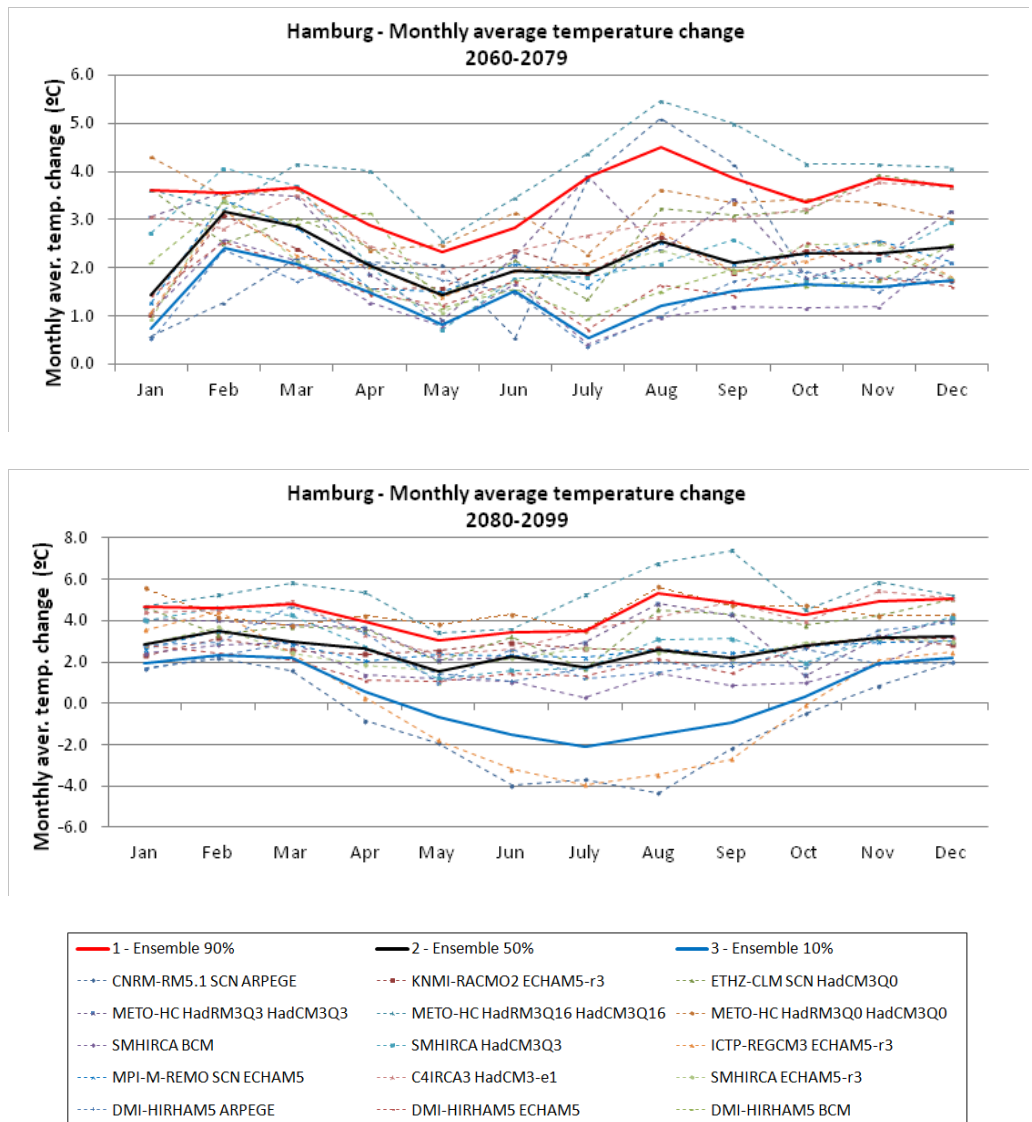 Hamburg - Monthly average temperature change
2060-2079
Monthly aver. temp. change (ºC)
6.0
5.0
4.0
3.0
2.0
1.0
0.0
Jan Feb Mar Apr May Jun July Aug Sep Oct Nov Dec
Hamburg - Monthly average temperature change
2080-2099
Monthly aver. temp. change (ºC)
8.0
6.0
4.0
2.0
0.0
-2.0
-4.0
-6.0
Jan Feb Mar Apr May Jun July Aug Sep Oct Nov Dec
1 - Ensemble 90% 2 - Ensemble 50% 3 - Ensemble 10%
CNRM-RM5.1 SCN ARPEGE KNMI-RACMO2 ECHAM5-r3 ETHZ-CLM SCN HadCM3Q0
METO-HC HadRM3Q3 HadCM3Q3 METO-HC HadRM3Q16 HadCM3Q16 METO-HC HadRM3Q0 HadCM3Q0
SMHIRCA BCM SMHIRCA HadCM3Q3 ICTP-REGCM3 ECHAM5-r3
MPI-M-REMO SCN ECHAM5 C4IRCA3 HadCM3-e1 SMHIRCA ECHAM5-r3
DMI-HIRHAM5 ARPEGE DMI-HIRHAM5 ECHAM5 DMI-HIRHAM5 BCM